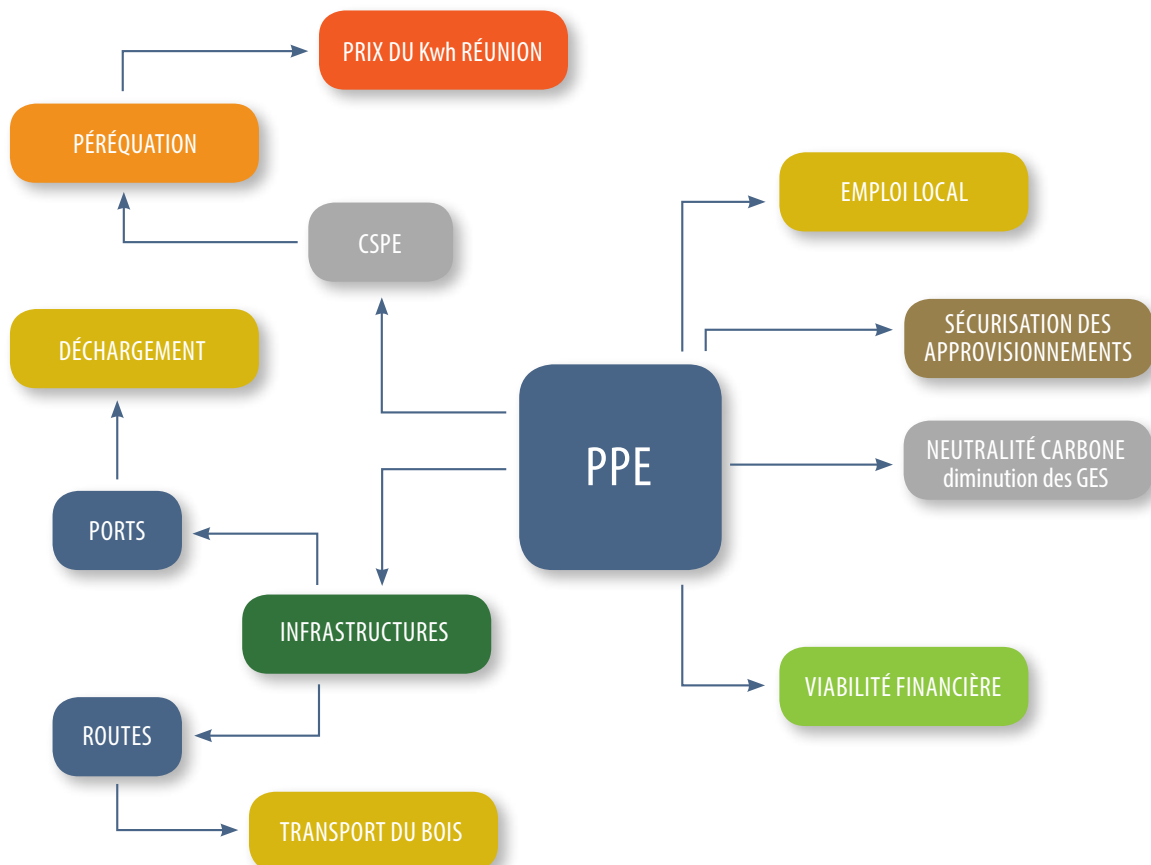 PRIX DU Kwh RÉUNION
PÉRÉQUATION
EMPLOI LOCAL
CSPE
SÉCURISATION DES
APPROVISIONNEMENTS
DÉCHARGEMENT
PPE
NEUTRALITÉ CARBONE
diminution des GES
PORTS
INFRASTRUCTURES
VIABILITÉ FINANCIÈRE
ROUTES
TRANSPORT DU BOIS